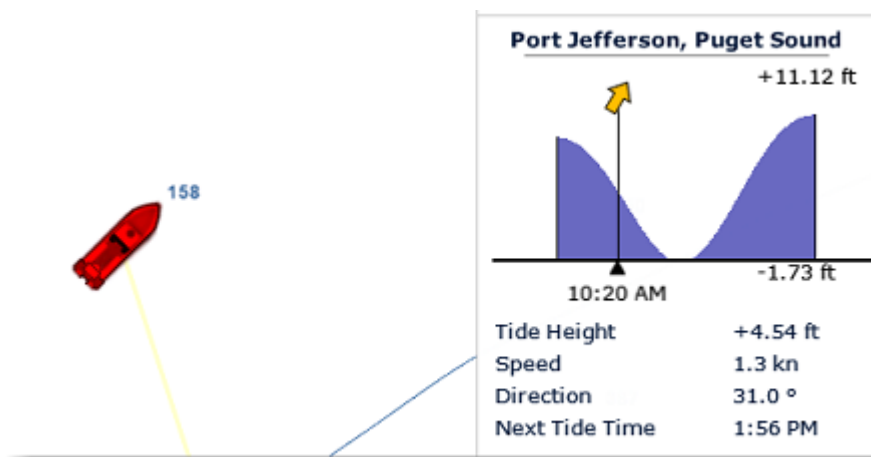 158
Port Jefferson, Puget Sound
+11.12 ft
-1.73 ft
10:20 AM
Tide Height +4.54 ft
Speed 1.3 kn
Direction 31.0 °
Next Tide Time 1:56 PM